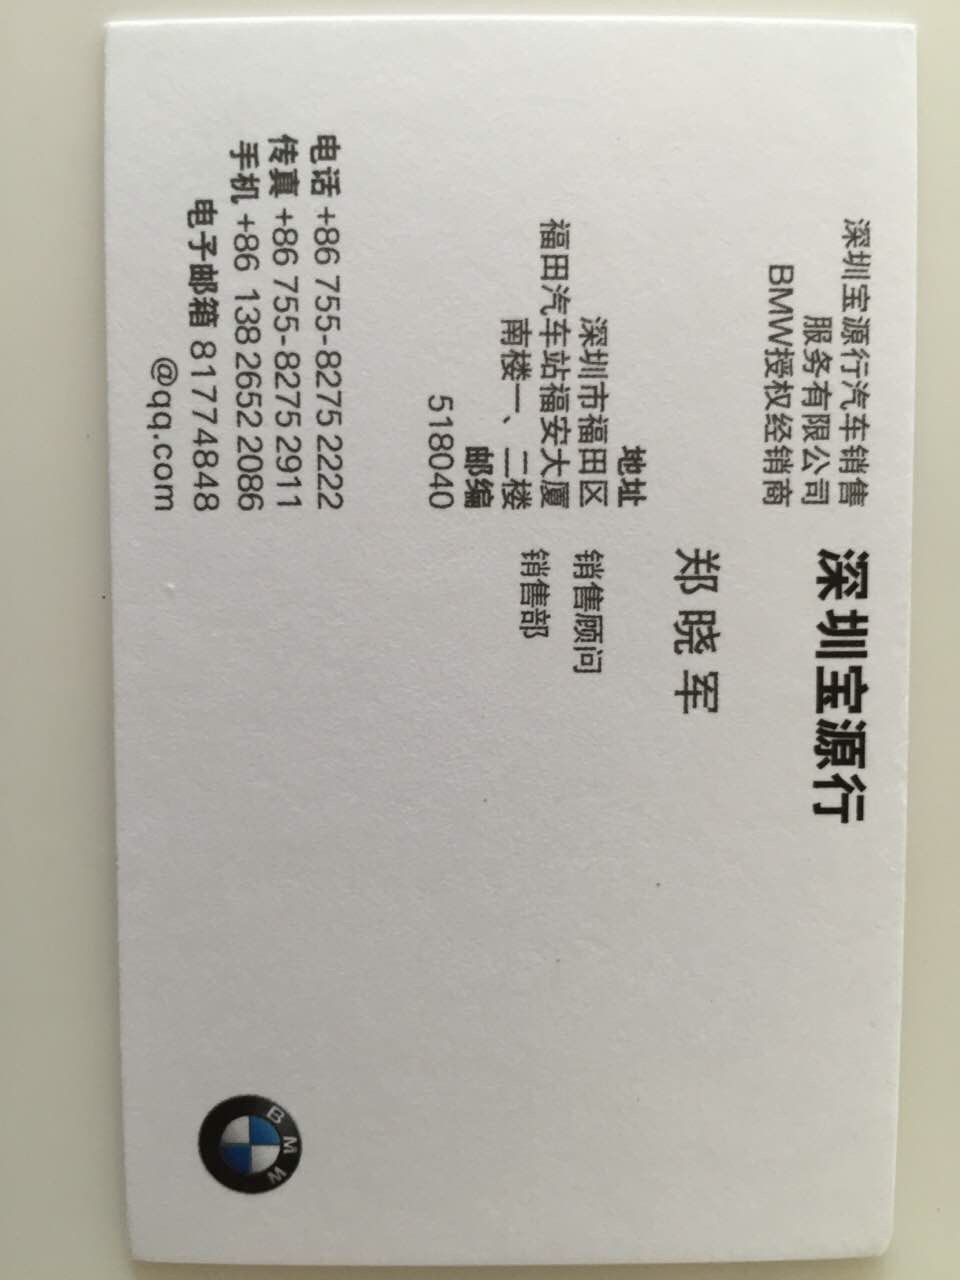 深圳宝源行汽车销售
服务有限公司
BMW授权经销商
深圳宝源行
郑晓军
销售顾问
销售部
地址
深圳市福田区
福田汽车站福安大厦
南楼一、二楼
邮编
518040
电话 +86 755-8275 2222
传真 +86 755-8275 2911
手机 +86 138 2652 2086
电子邮箱 81774848
@qq.com
BMW